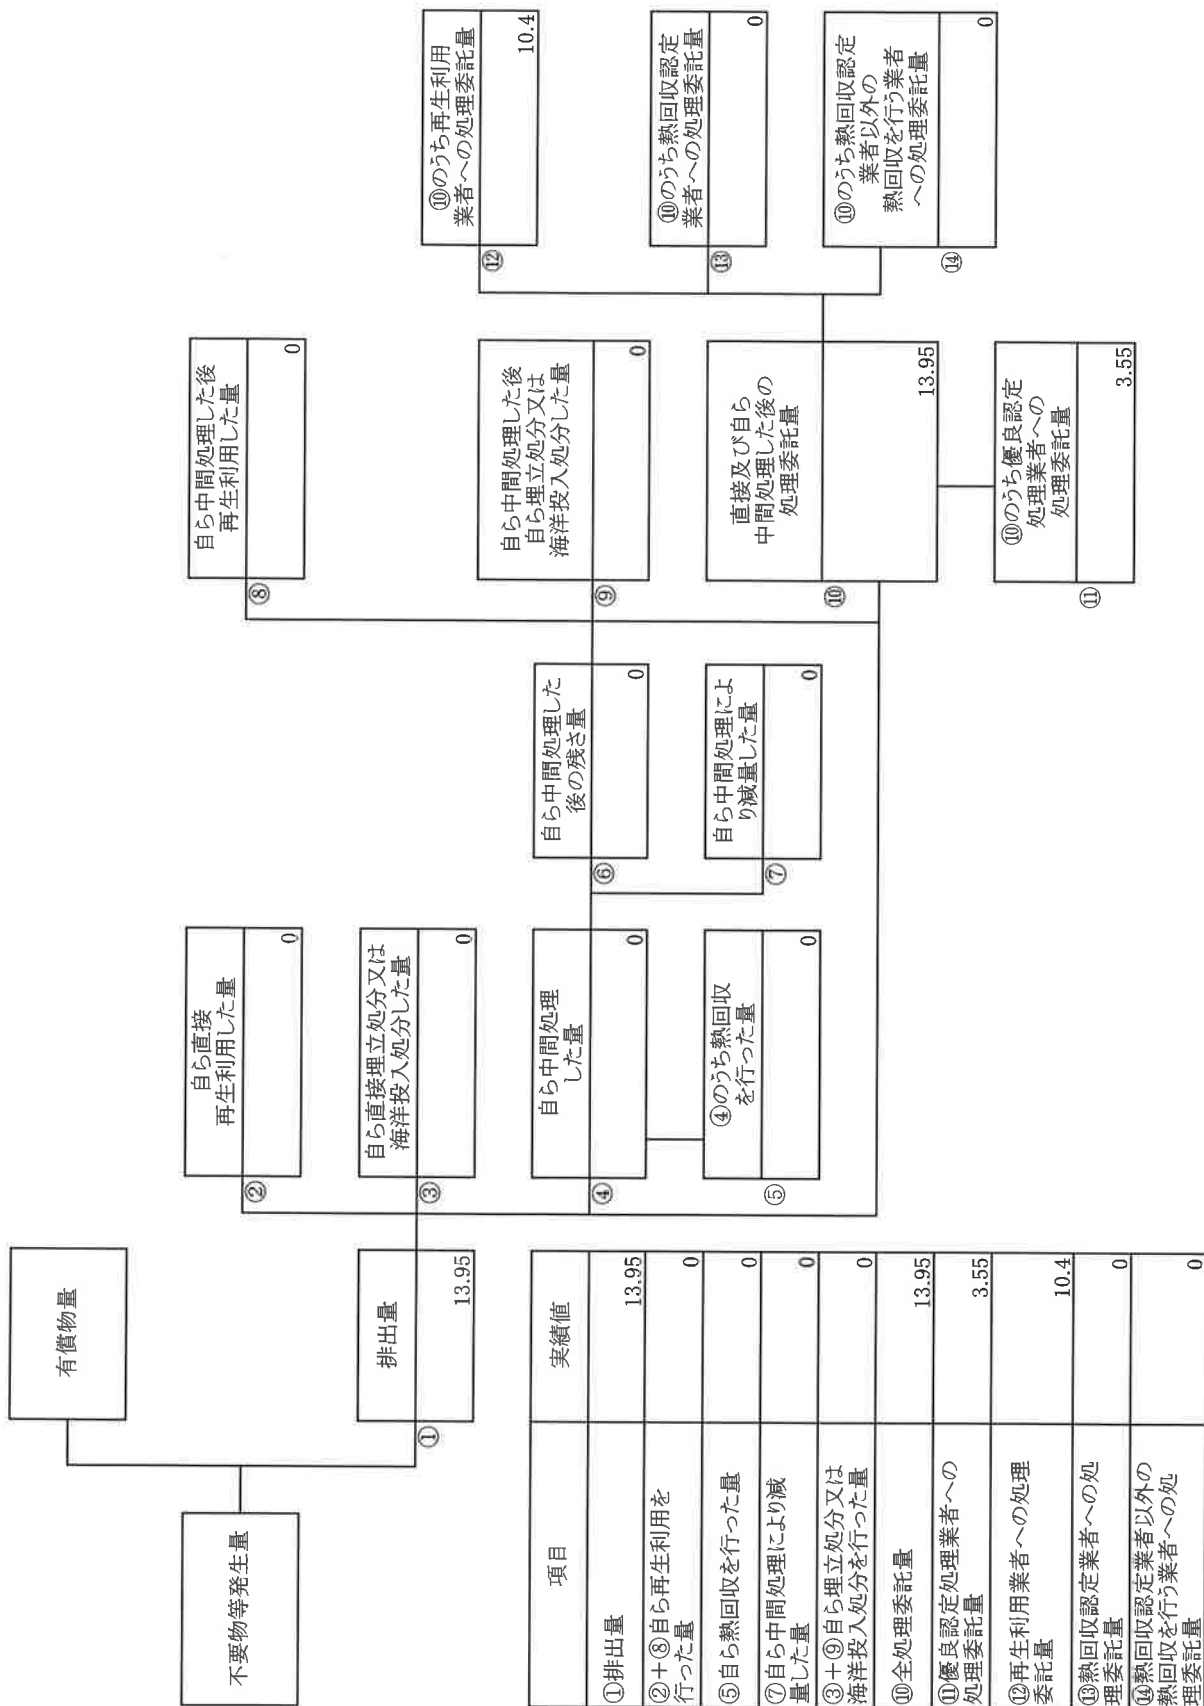 不要物等発生量
有償物量
①
排出量
13.95
②
自ら直接
再生利用した量
0
③
自ら直接埋立処分又は
海洋投入処分した量
0
④
自ら中間処理
した量
0
⑤
④のうち熱回収
を行った量
0
⑥
自ら中間処理した
後の残さ量
0
⑦
自ら中間処理によ
り減量した量
0
⑧
自ら中間処理した後
再生利用した量
0
⑨
自ら中間処理した後
自ら埋立処分又は
海洋投入処分した量
0
⑩
直接及び自ら
中間処理した後の
処理委託量
13.95
⑪
⑩のうち優良認定
処理業者への
処理委託量
3.55
⑫
⑩のうち再生利用
業者への処理委託量
10.4
⑬
⑩のうち熱回収認定
業者への処理委託量
0
⑭
⑩のうち熱回収認定
業者以外の
熱回収を行う業者
への処理委託量
0
項目 実績値
①排出量 13.95
②+⑧自ら再生利用を
行った量 0
⑤自ら熱回収を行った量 0
⑦自ら中間処理により減
量した量 0
③+⑨自ら埋立処分又は
海洋投入処分を行った量 0
⑩全処理委託量 13.95
⑪優良認定処理業者への
処理委託量 3.55
⑫再生利用業者への処理
委託量 10.4
⑬熱回収認定業者への処
理委託量 0
⑭熱回収認定業者以外の
熱回収を行う業者への処
理委託量 0